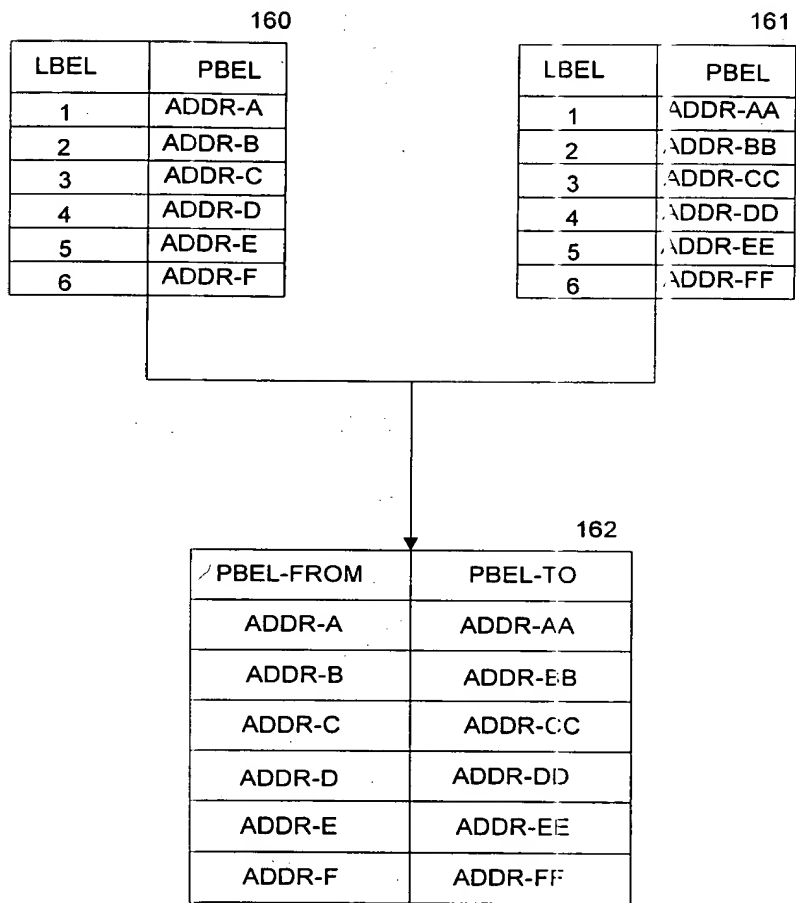 160
LBEL PBEL
1 ADDR-A
2 ADDR-B
3 ADDR-C
4 ADDR-D
5 ADDR-E
6 ADDR-F
161
LBEL PBEL
1 ADDR-AA
2 ADDR-BB
3 ADDR-CC
4 ADDR-DD
5 ADDR-EE
6 ADDR-FF
162
PBEL-FROM PBEL-TO
ADDR-A ADDR-AA
ADDR-B ADDR-BB
ADDR-C ADDR-CC
ADDR-D ADDR-DD
ADDR-E ADDR-EE
ADDR-F ADDR-FF